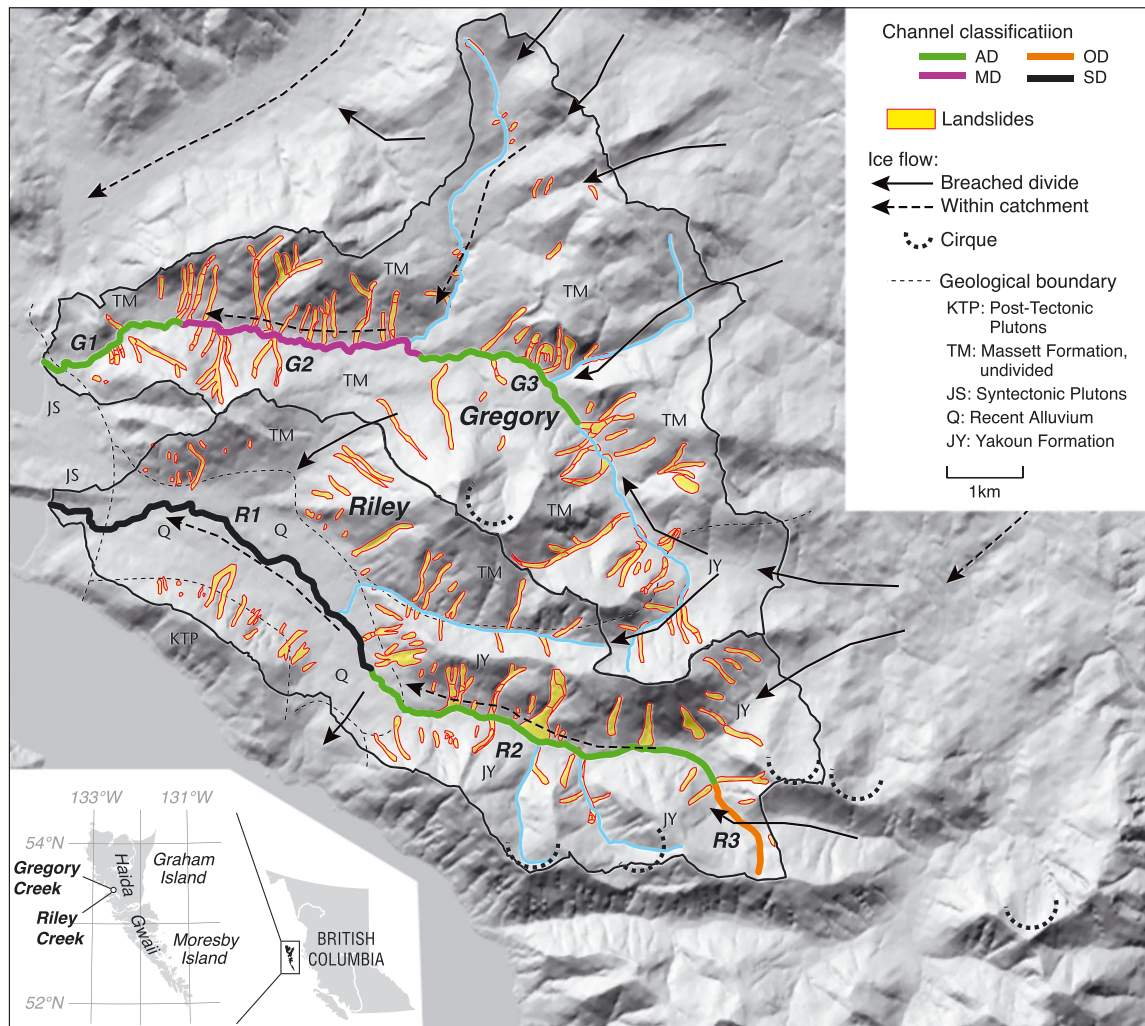 Channel classificatiion
AD
OD
MD
SD
Landslides
Ice flow:
Breached divide
Within catchment
Cirque
Geological boundary
KTP: Post-Tectonic
Plutons
TM: Massett Formation,
undivided
JS: Syntectonic Plutons
Q: Recent Alluvium
JY: Yakoun Formation
1km
TM
TM
TM
G1
G2
TM
G3
Gregory
TM
JS
TM
JS
Riley
R1
Q
Q
TM
TM
JY
KTP
Q
JY
JY
R2
JY
JY
R3
133°W
131°W
54°N
Gregory
Creek
Haida
Graham
Island
Riley
Creek
Gwaii
Moresby
Island
52°N
BRITISH
COLUMBIA